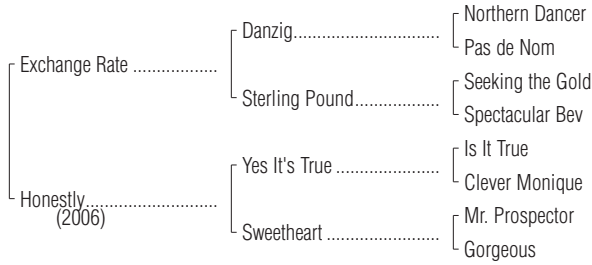 Northern Dancer
Danzig................................
Pas de Nom
Exchange Rate ..................
Seeking the Gold
Sterling Pound..................
Spectacular Bev
Is It True
Yes It's True ......................
Clever Monique
Honestly............................
(2006)
Mr. Prospector
Sweetheart ........................
Gorgeous